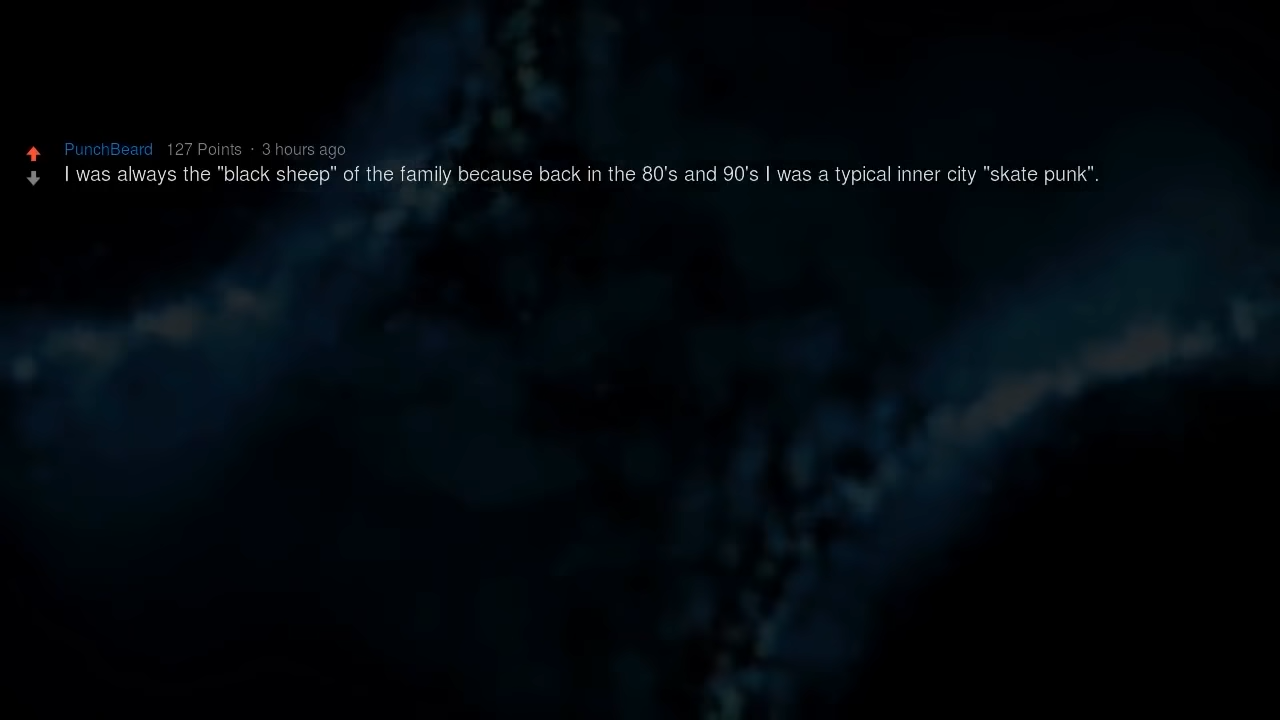 PunchBeard 127 Points · 3 hours ago
I was always the "black sheep" of the family because back in the 80's and 90's I was a typical inner city "skate punk".